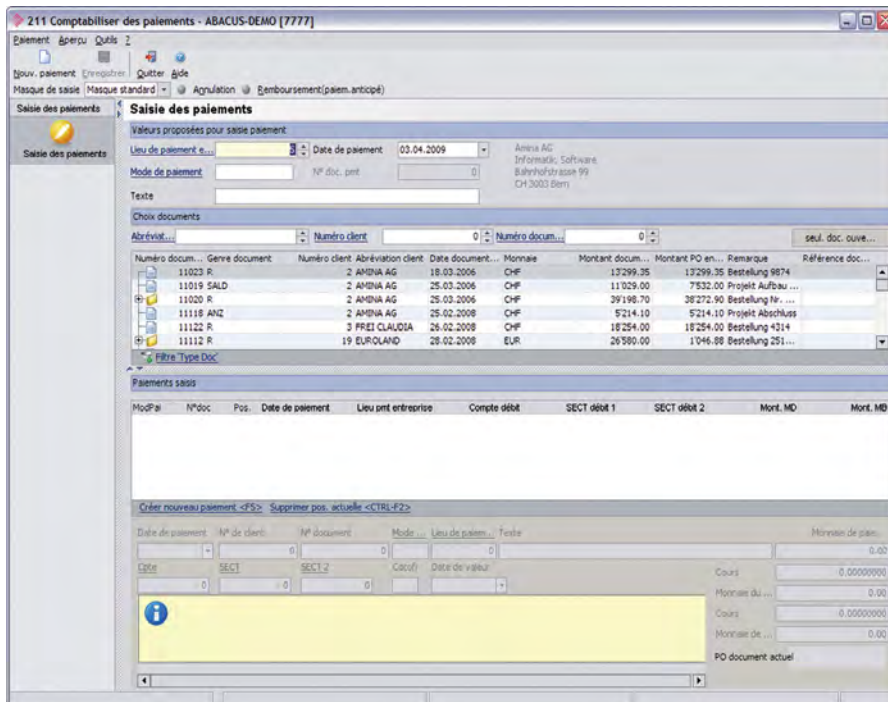 211 Comptabiliser des paiements - ABACUS-DEMO [7777]
Paiement Aperçu Outils ?
Nouv. paiement Enregistrer Quitter Aide
Masque de saisie Masque standard Annulation Remboursement(paiem.anticipé)
Saisie des paiements
Saisie des paiements
Saisie des paiements
Valeurs proposées pour saisie paiement
Lieu de paiement e... 5 Date de paiement 03.04.2009
Amina AG
Informatik, Software
Bahnhofstrasse 99
CH 3003 Bern
Mode de paiement N° doc. pmt 0
Texte
Choix documents
Abréviat... Numéro client 0 Numéro docum... 0 seul. doc. ouve...
Numéro docum... Genre document Numéro client Abréviation client Date document... Monnaie Montant docum... Montant PO en... Remarque Référence doc...
11023 R 2 AMINA AG 18.03.2006 CHF 13'299.35 13'299.35 Bestellung 9874
11019 SALD 2 AMINA AG 25.03.2006 CHF 11'029.00 7'532.00 Projekt Aufbau ...
11020 R 2 AMINA AG 25.03.2006 CHF 39'198.70 38'272.90 Bestellung Nr. ...
11118 ANZ 2 AMINA AG 25.02.2008 CHF 5'214.10 5'214.10 Projekt Abschluss
11122 R 3 FREI CLAUDIA 26.02.2008 CHF 18'254.00 18'254.00 Bestellung 4314
11112 R 19 EUROLAND 28.02.2008 EUR 26'580.00 1'046.88 Bestellung 251...
Filtre 'Type Doc'
Paiements saisis
ModPai N°doc Pos. Date de paiement Lieu pmt entreprise Compte débit SECT débit 1 SECT débit 2 Mont. MD Mont. MB
Créer nouveau paiement <F5> Supprimer pos. actuelle <CTRL-F2>
Date de paiement N° de client N° document Mode ... Lieu de paiem... Texte Monnaie de paie...
0 0 0 0.00
Cpte SECT SECT 2 Cocofi Date de valeur Cours 0.00000000
0 0 0 Monnaie du ... 0.00
Cours 0.00000000
Monnaie de ... 0.00
PO document actuel